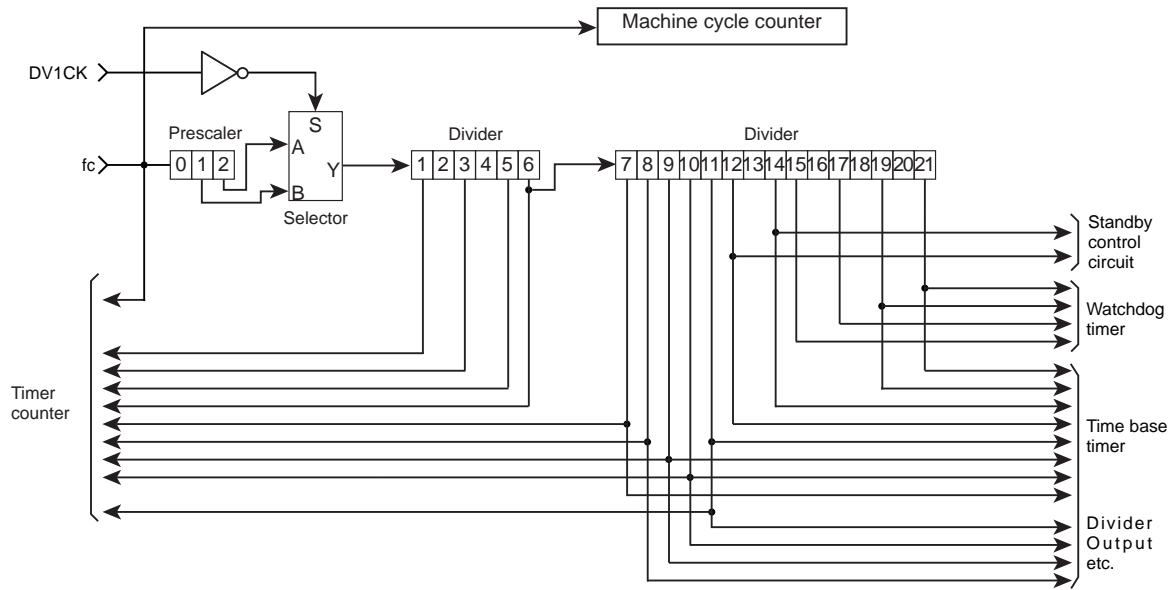 Machine cycle counter
DV1CK
S
Prescaler
Divider
Divider
fc
0 1 2
A
Y
B
1 2 3 4 5 6
7 8 9 10 11 12 13 14 15 16 17 18 19 20 21
Selector
Standby
control
circuit
Watchdog
timer
Timer
counter
Time base
timer
Divider
Output
etc.